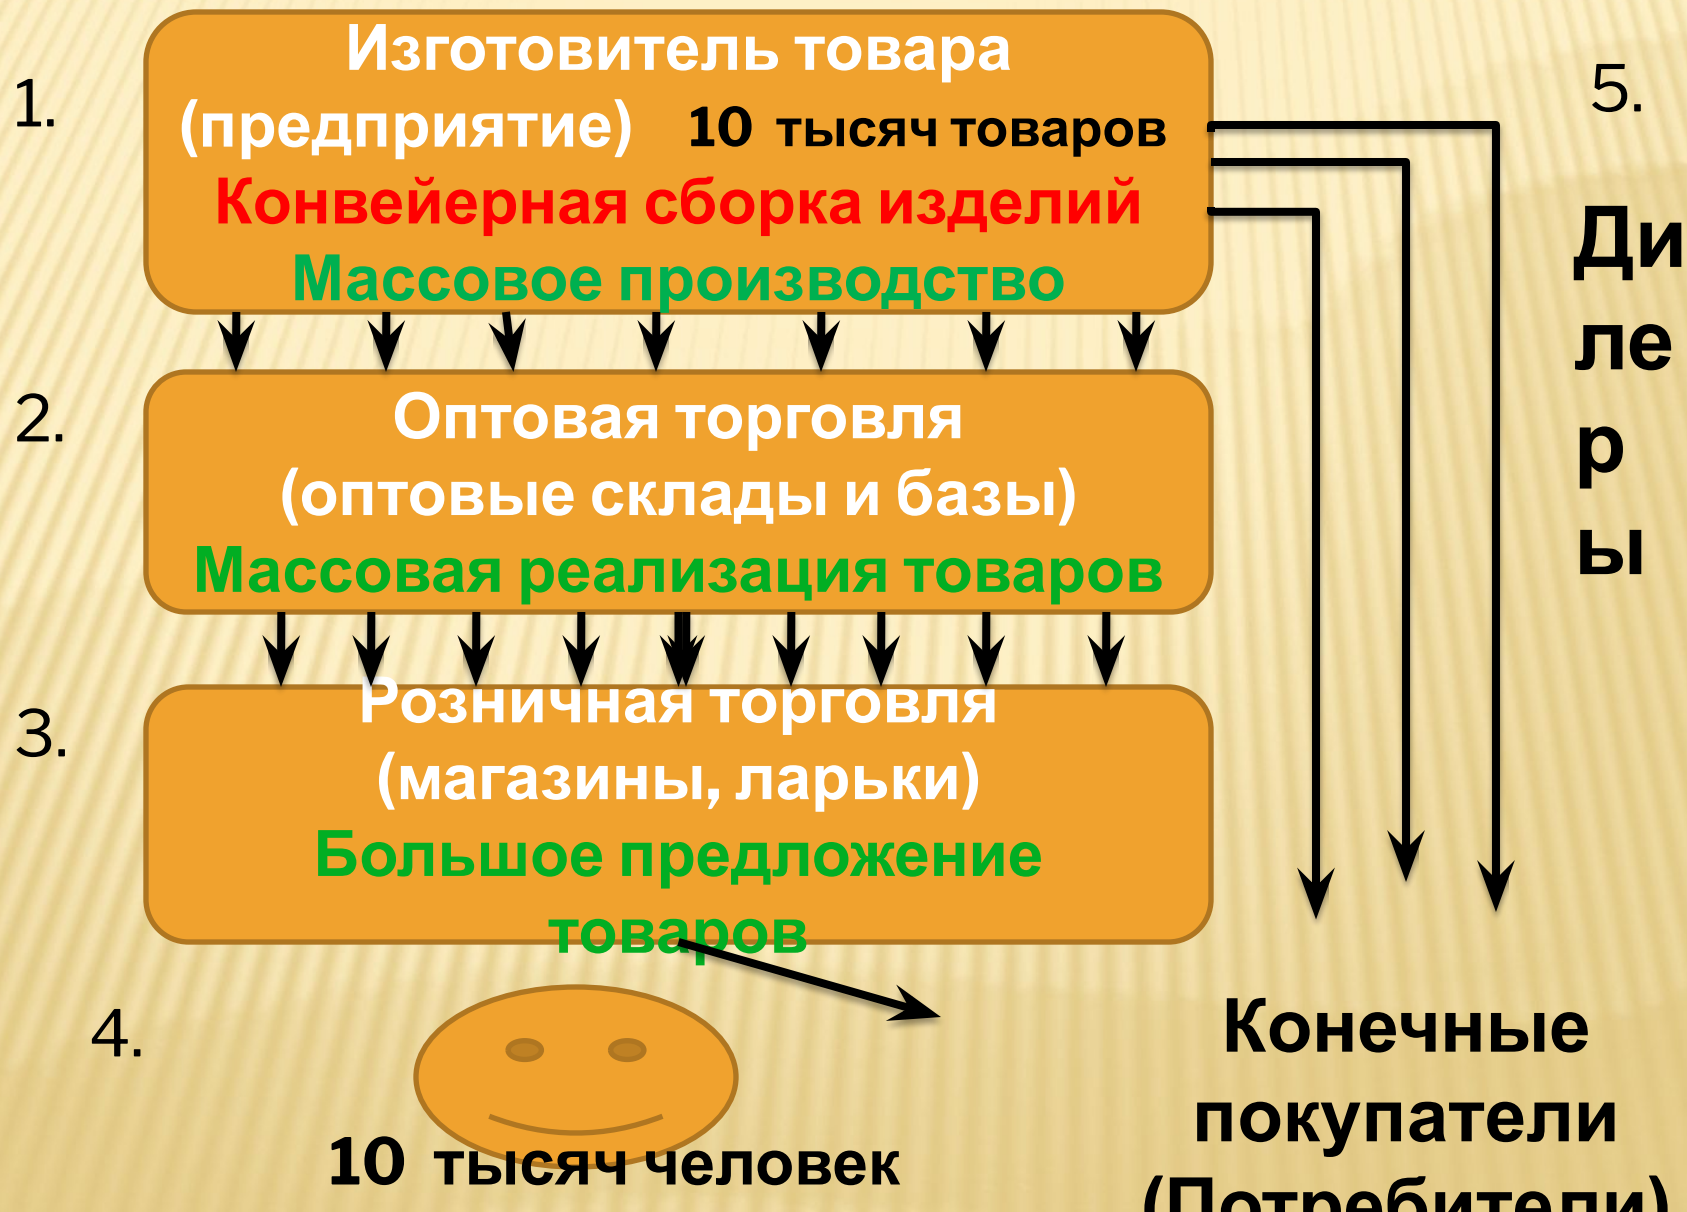 1.
Изготовитель товара
(предприятие) 10 тысяч товаров
Конвейерная сборка изделий
Массовое производство
2.
Оптовая торговля
(оптовые склады и базы)
Массовая реализация товаров
3.
Розничная торговля
(магазины, ларьки)
Большое предложение
товаров
4.
10 тысяч человек
5.
Ди
ле
р
ы
Конечные
покупатели
(Потребители)